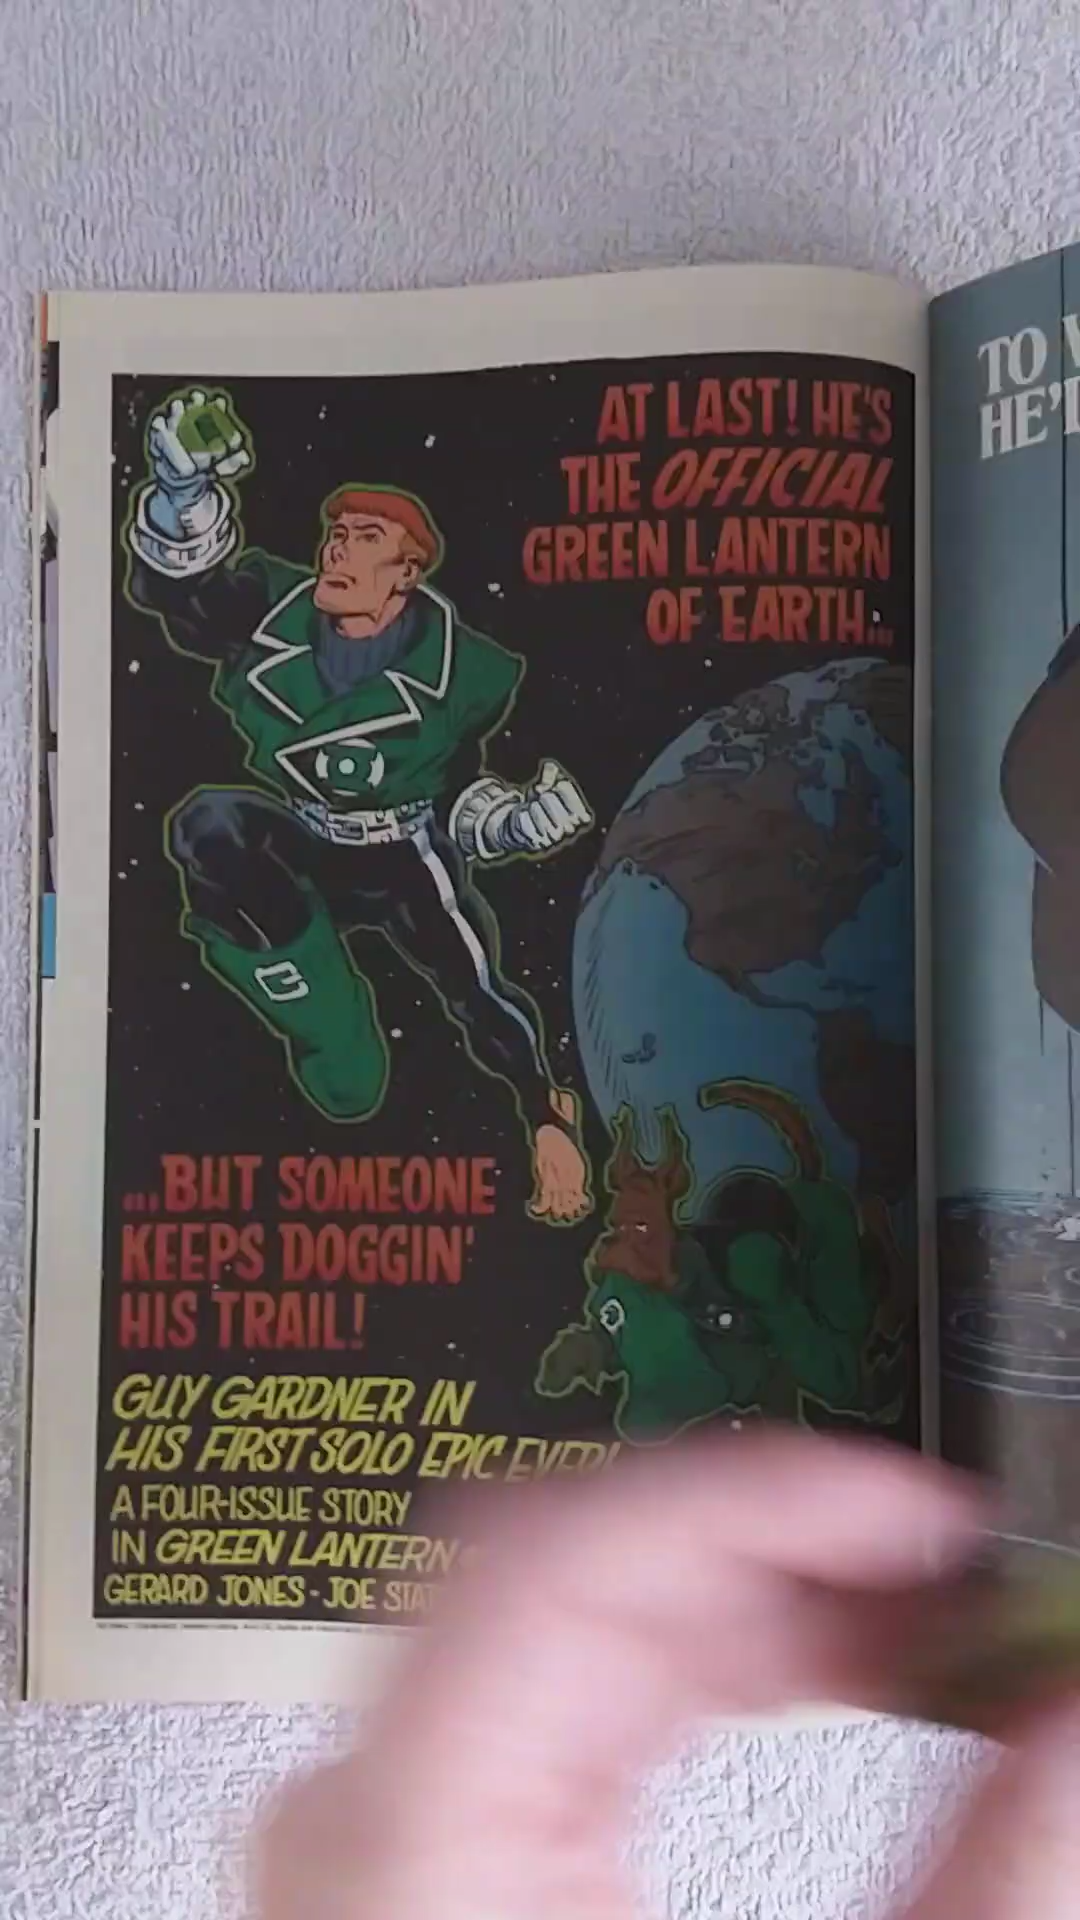 AT LAST! HE'S
THE OFFICIAL
GREEN LANTERN
OF EARTH...
...BUT SOMEONE
KEEPS DOGGIN'
HIS TRAIL!
GUY GARDNER IN
HIS FIRST SOLO EPIC EVER!
A FOUR-ISSUE STORY
IN GREEN LANTERN
GERARD JONES - JOE
TO